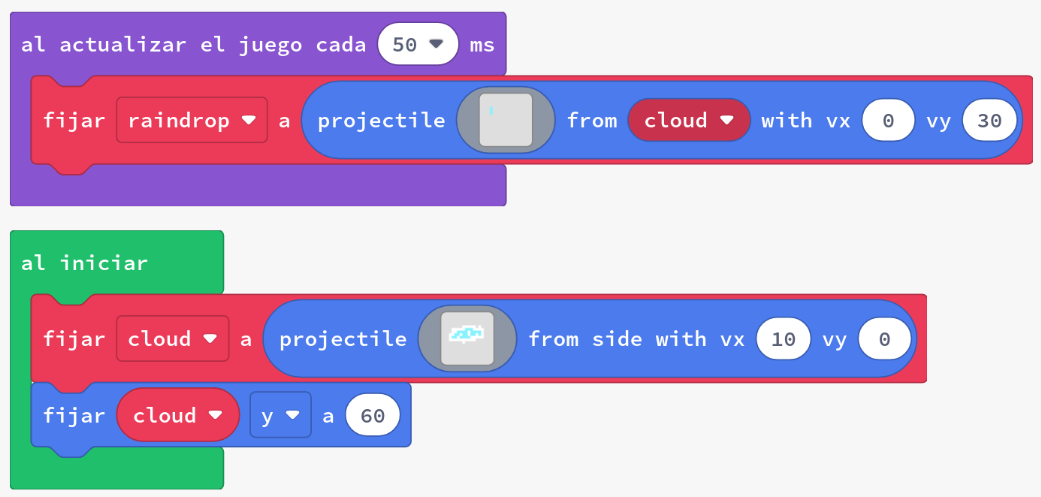 al actualizar el juego cada 50 ms
fijar raindrop a projectile from cloud with vx 0 vy 30
al iniciar
fijar cloud a projectile from side with vx 10 vy 0
fijar cloud y a 60